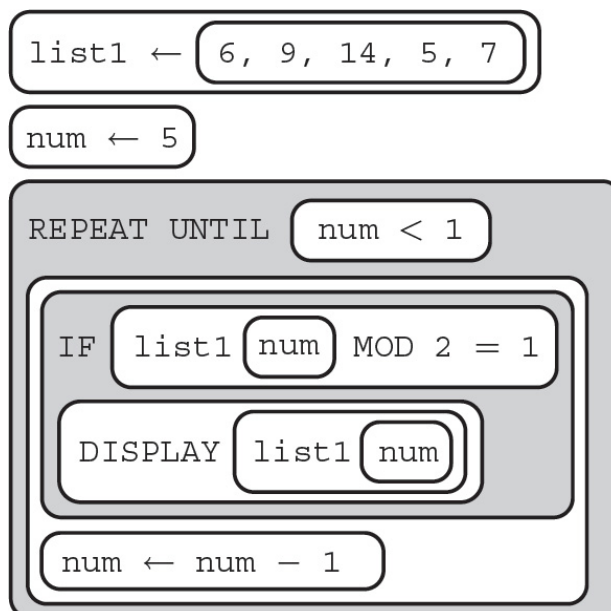 list1 ← 6, 9, 14, 5, 7
num ← 5
REPEAT UNTIL num < 1
IF list1 num MOD 2 = 1
DISPLAY list1 num
num ← num − 1